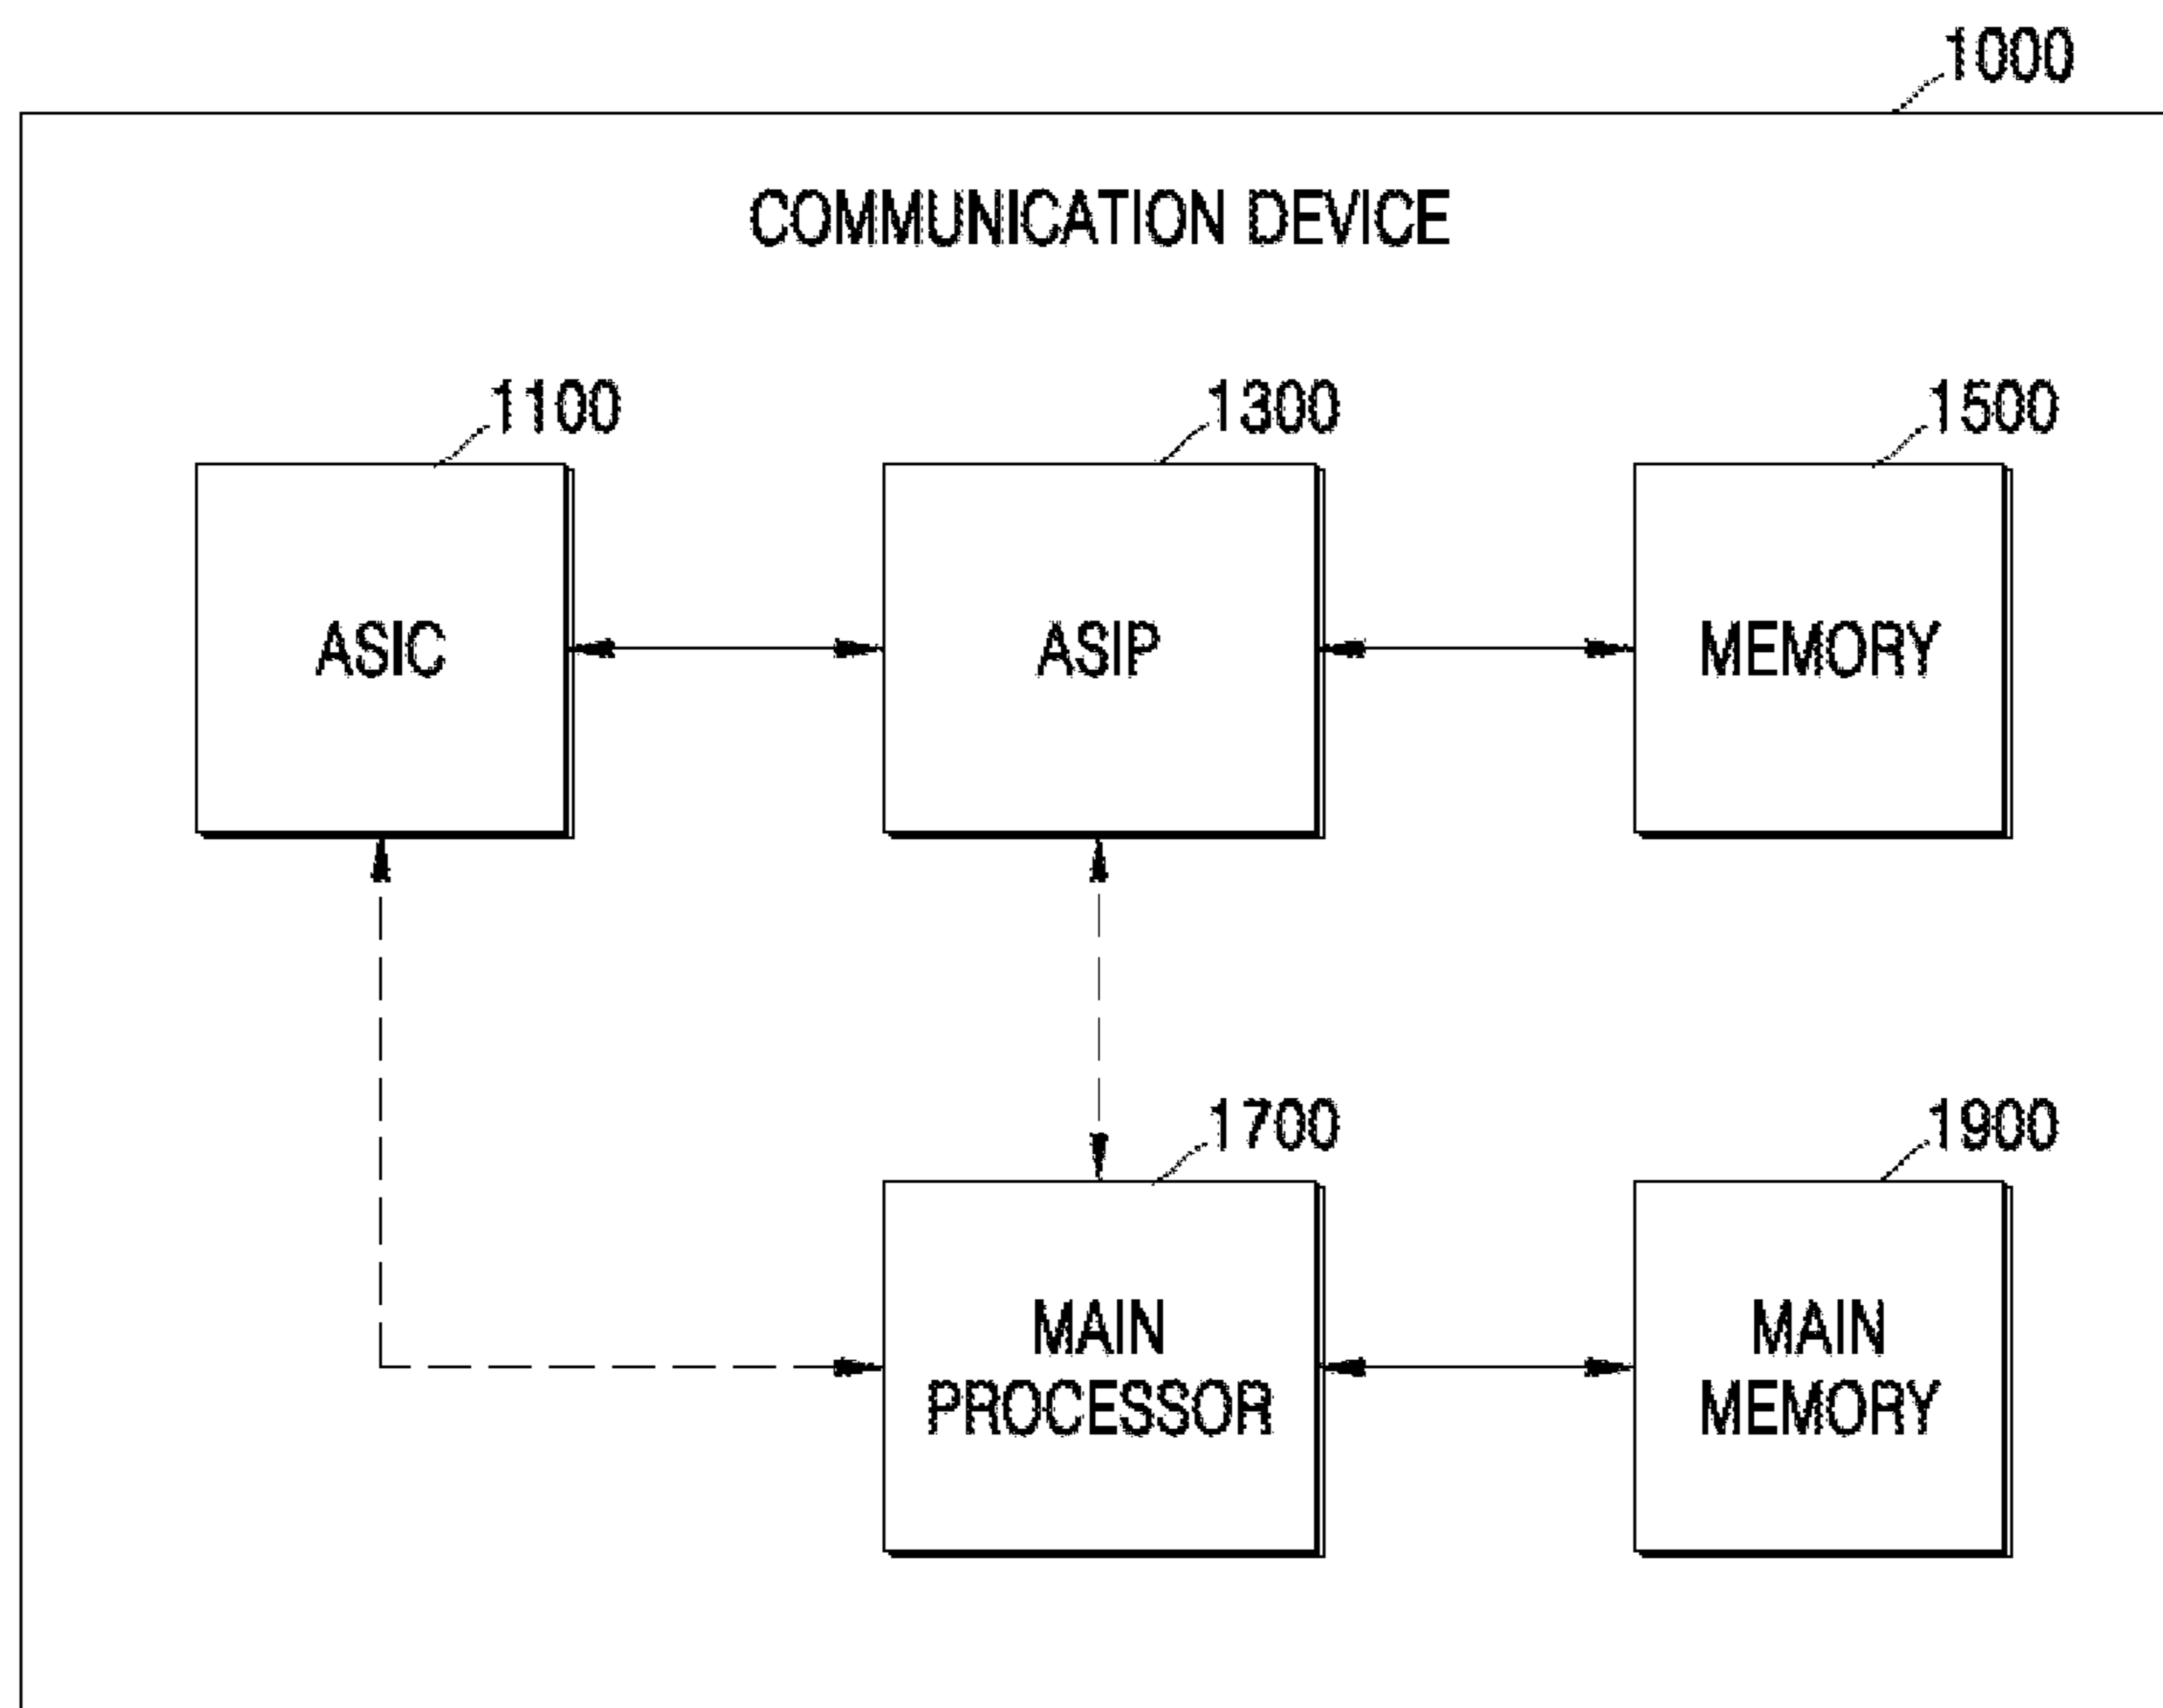 1000
COMMUNICATION DEVICE
1100
1300
1500
ASIC
ASIP
MEMORY
1700
1900
MAIN
PROCESSOR
MAIN
MEMORY